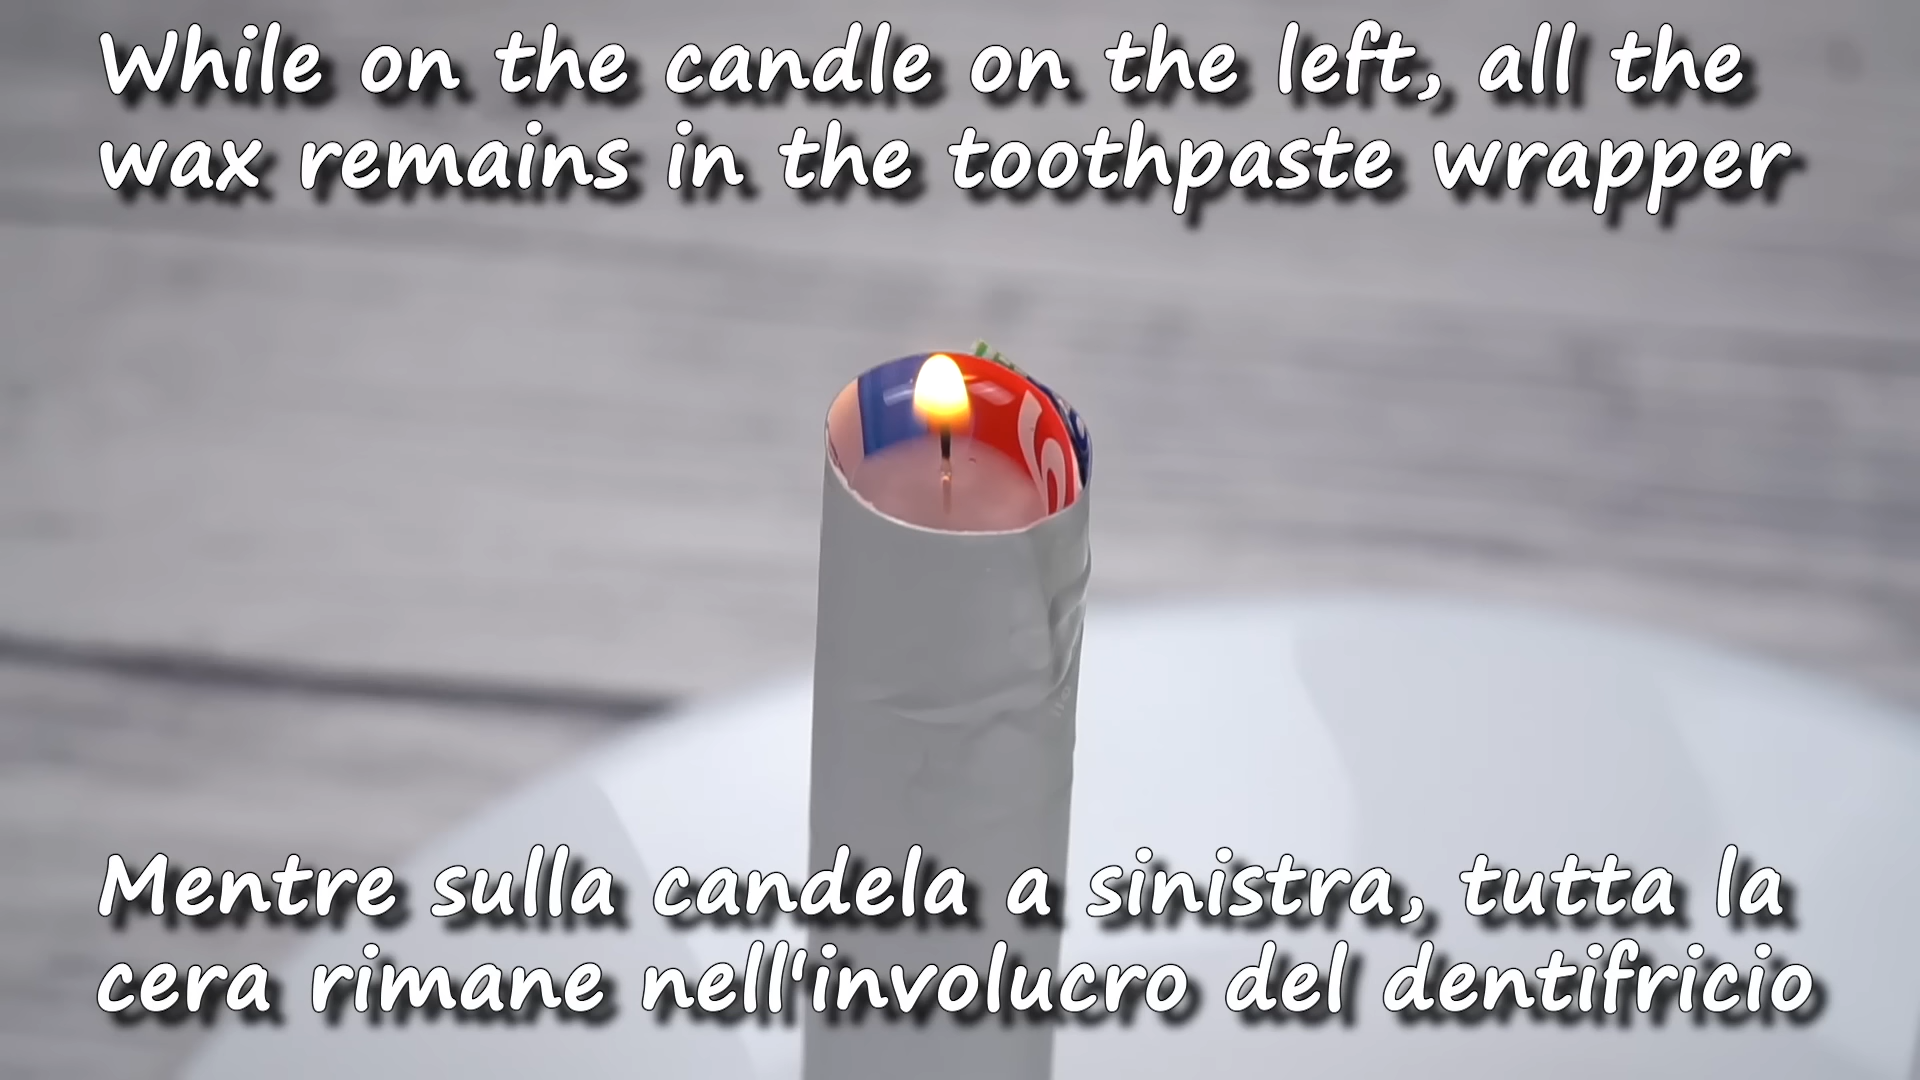 While on the candle on the left, all the
wax remains in the toothpaste wrapper
Mentre sulla candela a sinistra, tutta la
cera rimane nell'involucro del dentifricio